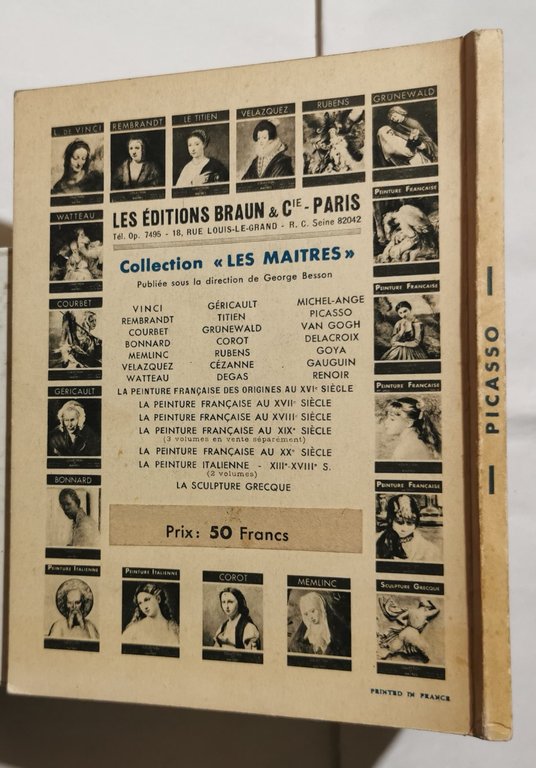 L. DE VINCI
REMBRANDT
LE TITIEN
VELAZQUEZ
RUBENS
GRÜNEWALD
WATTEAU
PEINTURE FRANÇAISE
COURBET
PEINTURE FRANÇAISE
GERICAULT
PEINTURE FRANÇAISE
BONNARD
PEINTURE FRANÇAISE
LES ÉDITIONS BRAUN & CIE - PARIS
Tél. Op. 7495 - 18, RUE LOUIS-LE-GRAND - R. C. Seine 82042
Collection « LES MAITRES »
Publiée sous la direction de George Besson
VINCI GÉRICAULT MICHEL-ANGE
REMBRANDT TITIEN PICASSO
COURBET GRÜNEWALD VAN GOGH
BONNARD COROT DELACROIX
MEMLINC RUBENS GOYA
VELAZQUEZ CÉZANNE GAUGUIN
WATTEAU DEGAS RENOIR
LA PEINTURE FRANÇAISE DES ORIGINES AU XVIe SIÈCLE
LA PEINTURE FRANÇAISE AU XVIIe SIÈCLE
LA PEINTURE FRANÇAISE AU XVIIIe SIÈCLE
LA PEINTURE FRANÇAISE AU XIXe SIÈCLE
(3 volumes en vente séparément)
LA PEINTURE FRANÇAISE AU XXe SIÈCLE
LA PEINTURE ITALIENNE - XIIIe-XVIIIe S.
(2 volumes)
LA SCULPTURE GRECQUE
Prix: 50 Francs
PEINTURE ITALIENNE
PEINTURE ITALIENNE
COROT
MEMLINC
SCULPTURE GRECQUE
PRINTED IN FRANCE
— PICASSO —